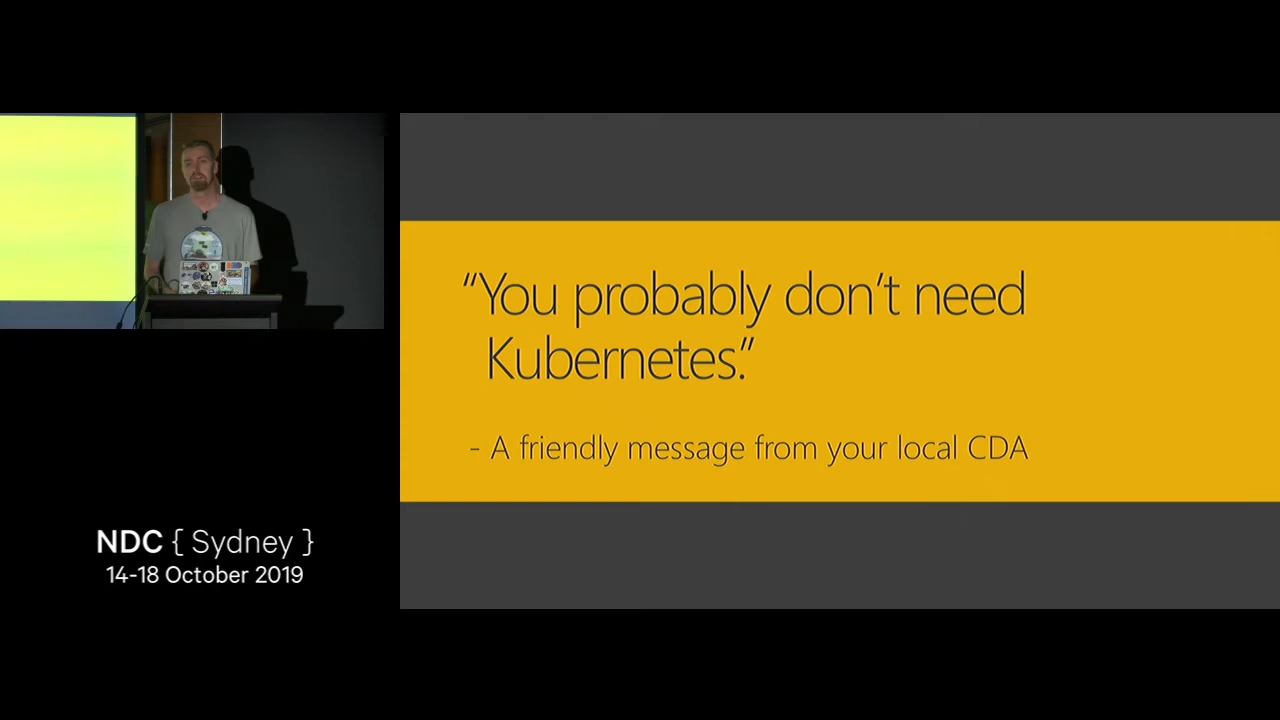 “You probably don’t need
Kubernetes.”
- A friendly message from your local CDA
NDC { Sydney }
14-18 October 2019